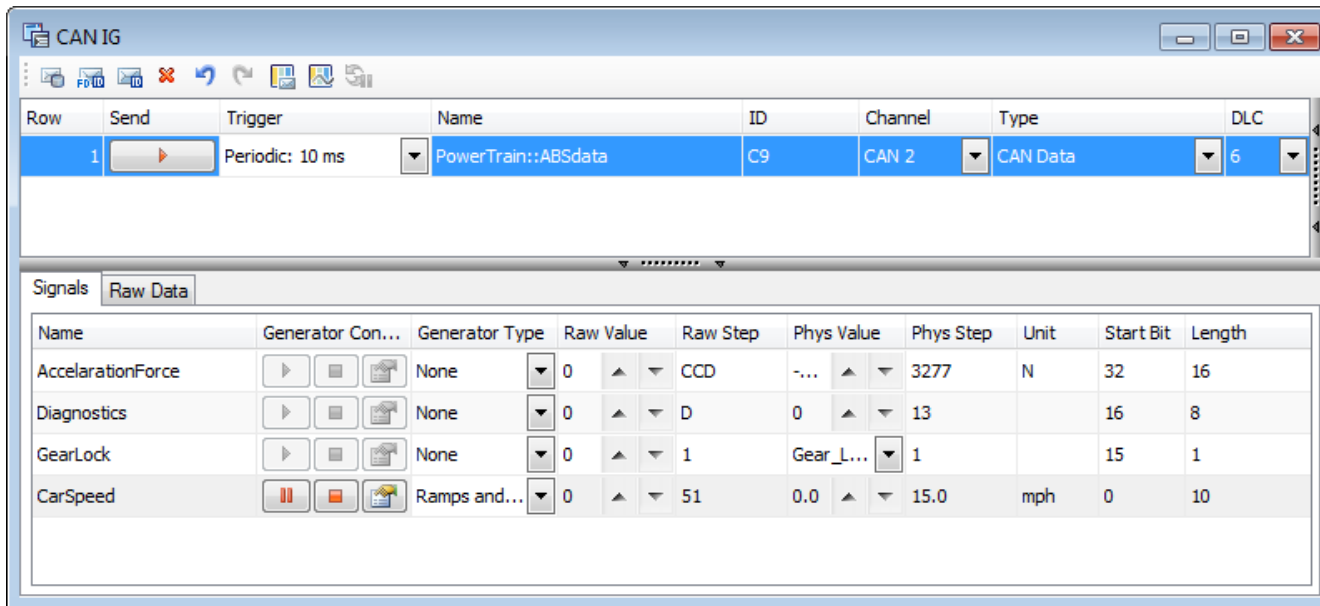 CAN IG
FD ID ID
Row Send Trigger Name ID Channel Type DLC
1 Periodic: 10 ms PowerTrain::ABSdata C9 CAN 2 CAN Data 6
Signals Raw Data
Name Generator Con... Generator Type Raw Value Raw Step Phys Value Phys Step Unit Start Bit Length
AccelarationForce None 0 CCD -... 3277 N 32 16
Diagnostics None 0 D 0 13 16 8
GearLock None 0 1 Gear_L... 1 15 1
CarSpeed Ramps and... 0 51 0.0 15.0 mph 0 10